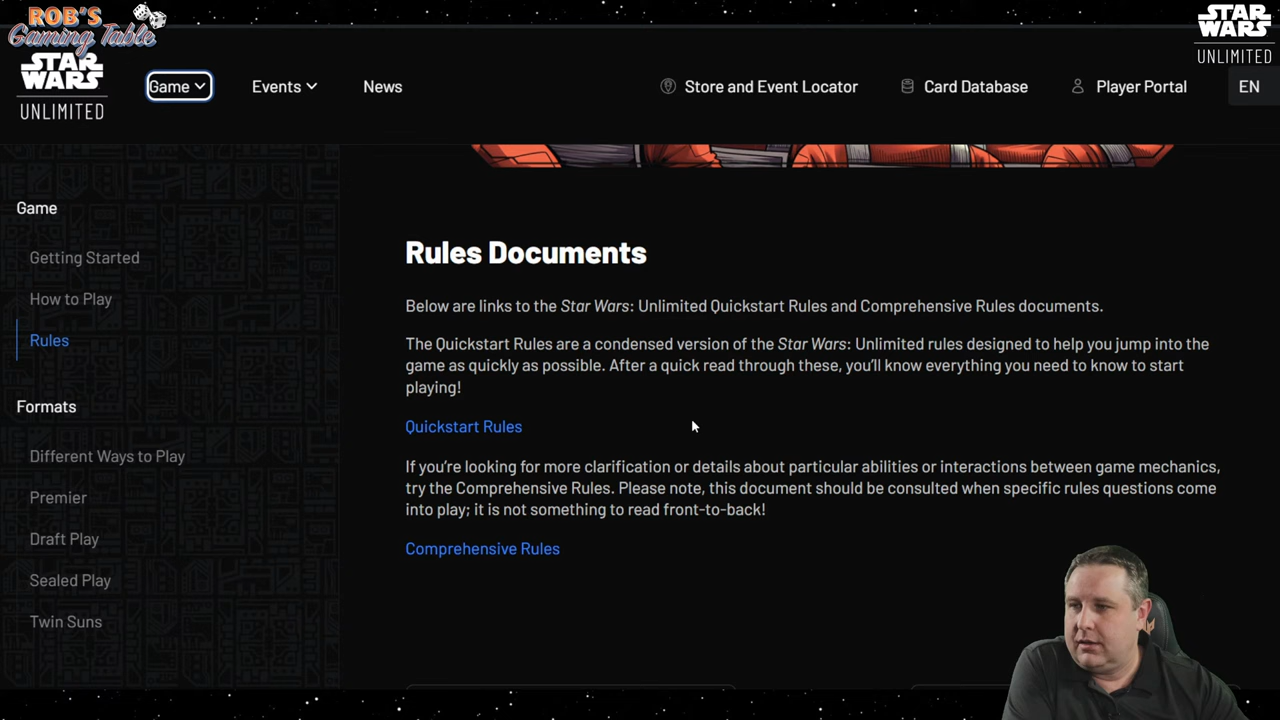 ROB'S
Gaming Table
STAR
WARS
UNLIMITED
STAR
WARS
UNLIMITED
Game
Events
News
Store and Event Locator
Card Database
Player Portal
EN
Game
Getting Started
How to Play
Rules
Formats
Different Ways to Play
Premier
Draft Play
Sealed Play
Twin Suns
Rules Documents
Below are links to the Star Wars: Unlimited Quickstart Rules and Comprehensive Rules documents.
The Quickstart Rules are a condensed version of the Star Wars: Unlimited rules designed to help you jump into the
game as quickly as possible. After a quick read through these, you'll know everything you need to know to start
playing!
Quickstart Rules
If you're looking for more clarification or details about particular abilities or interactions between game mechanics,
try the Comprehensive Rules. Please note, this document should be consulted when specific rules questions come
into play; it is not something to read front-to-back!
Comprehensive Rules